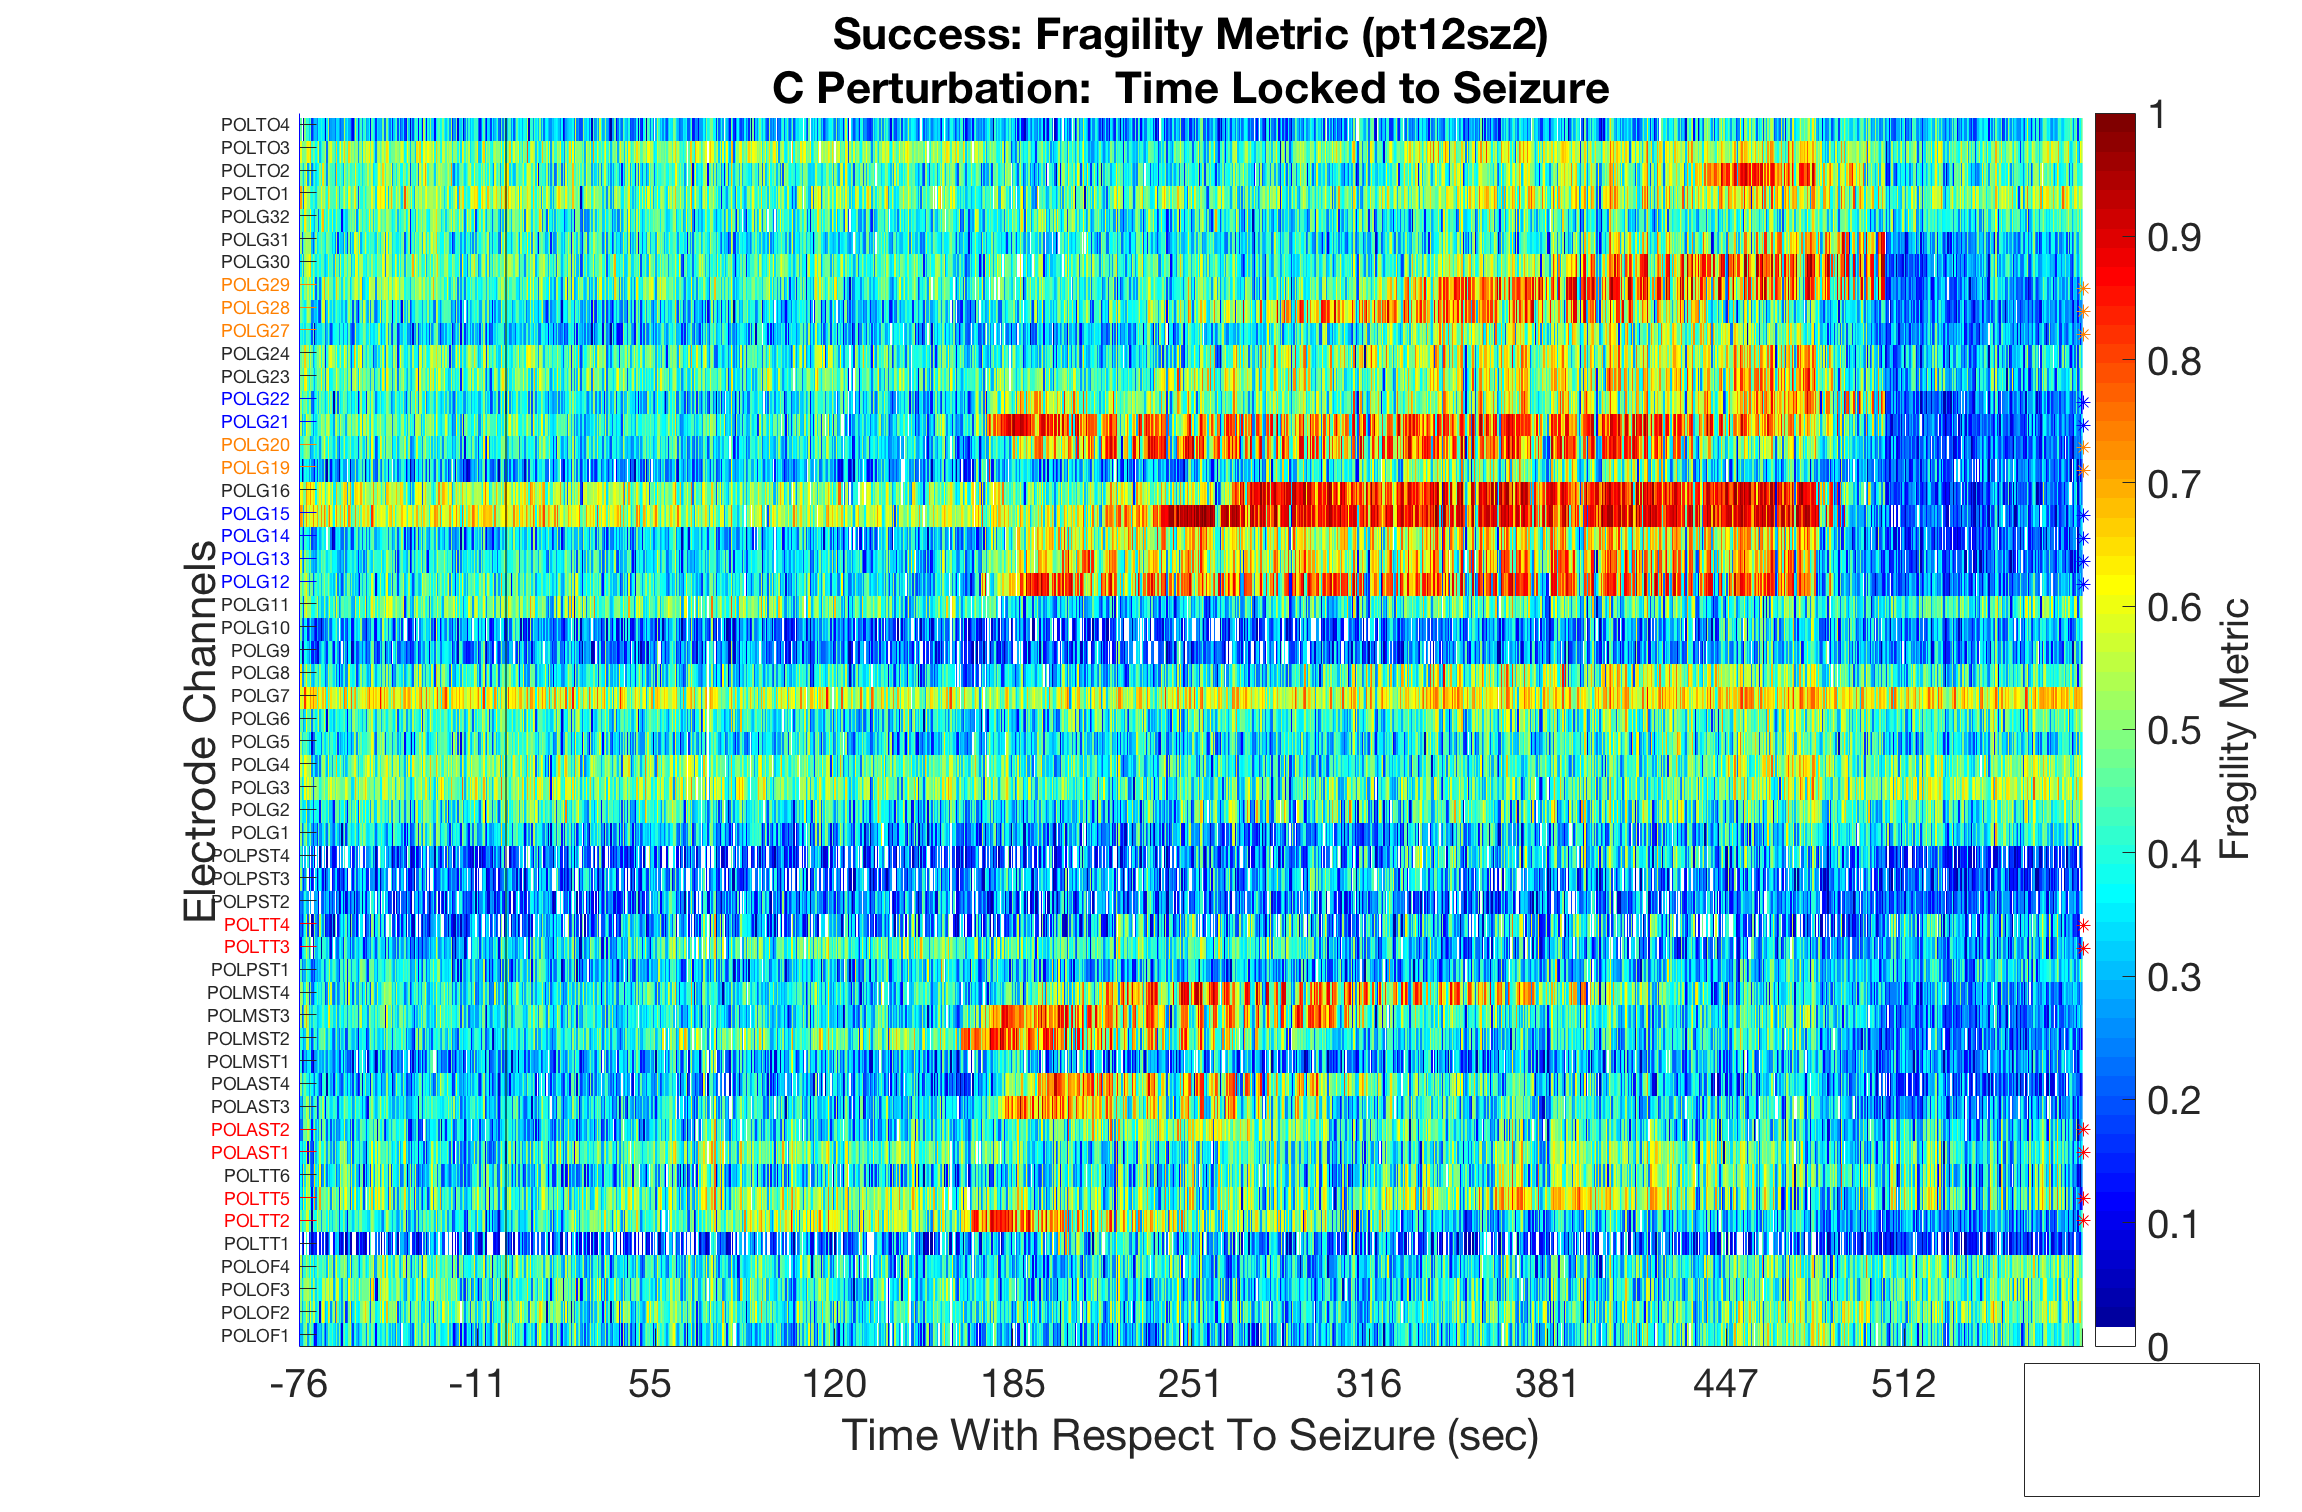 Success: Fragility Metric (pt12sz2)
C Perturbation:  Time Locked to Seizure
Electrode Channels
POLTO4
POLTO3
POLTO2
POLTO1
POLG32
POLG31
POLG30
POLG29
POLG28
POLG27
POLG24
POLG23
POLG22
POLG21
POLG20
POLG19
POLG16
POLG15
POLG14
POLG13
POLG12
POLG11
POLG10
POLG9
POLG8
POLG7
POLG6
POLG5
POLG4
POLG3
POLG2
POLG1
POLPST4
POLPST3
POLPST2
POLTT4
POLTT3
POLPST1
POLMST4
POLMST3
POLMST2
POLMST1
POLAST4
POLAST3
POLAST2
POLAST1
POLTT6
POLTT5
POLTT2
POLTT1
POLOF4
POLOF3
POLOF2
POLOF1
-76 -11 55 120 185 251 316 381 447 512
Time With Respect To Seizure (sec)
1
0.9
0.8
0.7
0.6
0.5
0.4
0.3
0.2
0.1
0
Fragility Metric